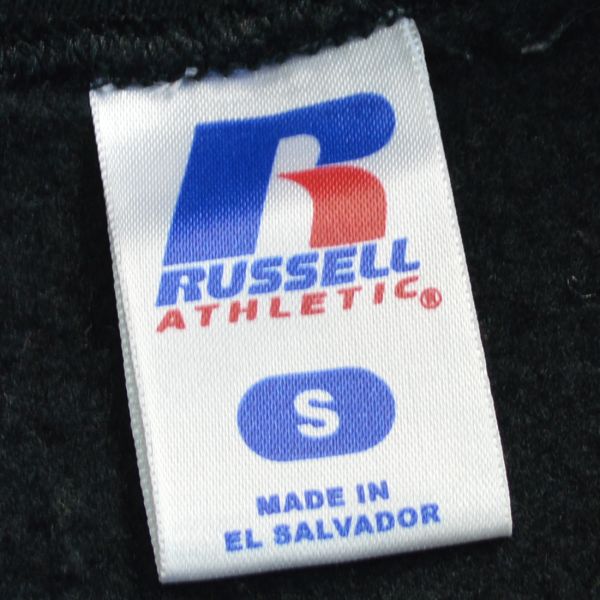 R
RUSSELL
ATHLETIC®
S
MADE IN
EL SALVADOR